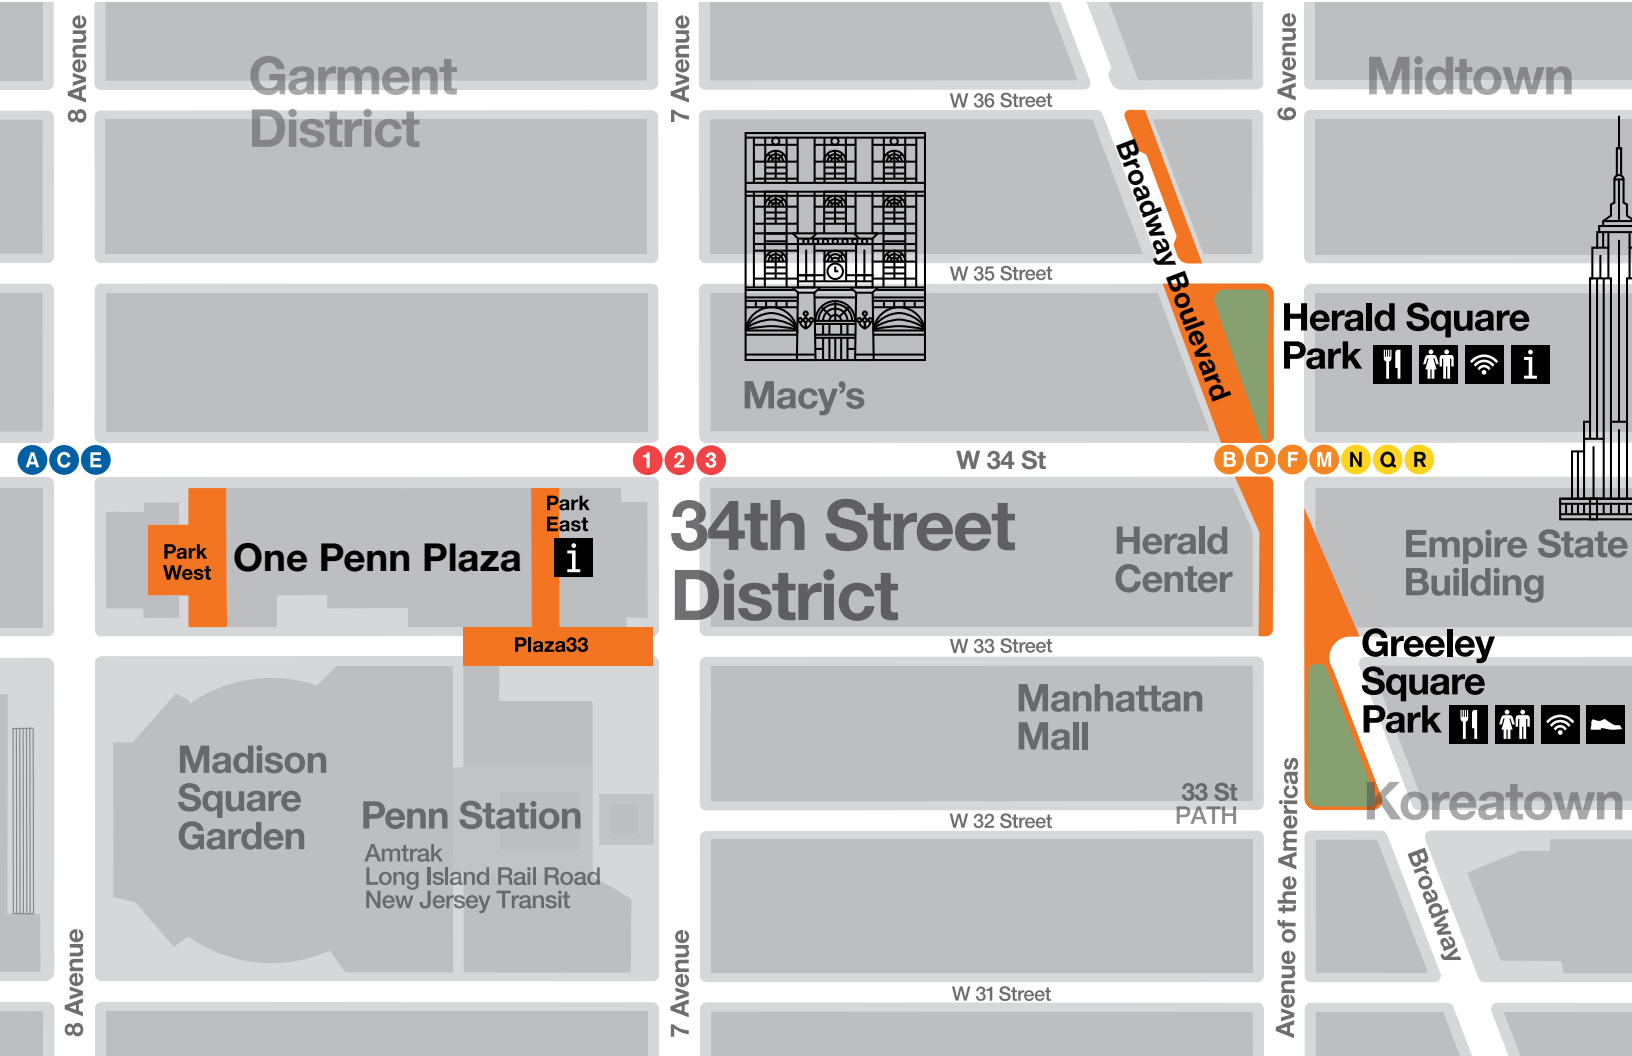 8 Avenue
7 Avenue
6 Avenue
Garment
District
Midtown
W 36 Street
Broadway Boulevard
W 35 Street
Herald Square
Park
i
Macy's
A C E
1 2 3
W 34 St
B D F M N Q R
Park
East
i
Park
West
One Penn Plaza
34th Street
District
Herald
Center
Empire State
Building
Plaza33
W 33 Street
Greeley
Square
Park
Manhattan
Mall
Madison
Square
Garden
Penn Station
Amtrak
Long Island Rail Road
New Jersey Transit
33 St
PATH
Koreatown
W 32 Street
Broadway
8 Avenue
7 Avenue
Avenue of the Americas
W 31 Street